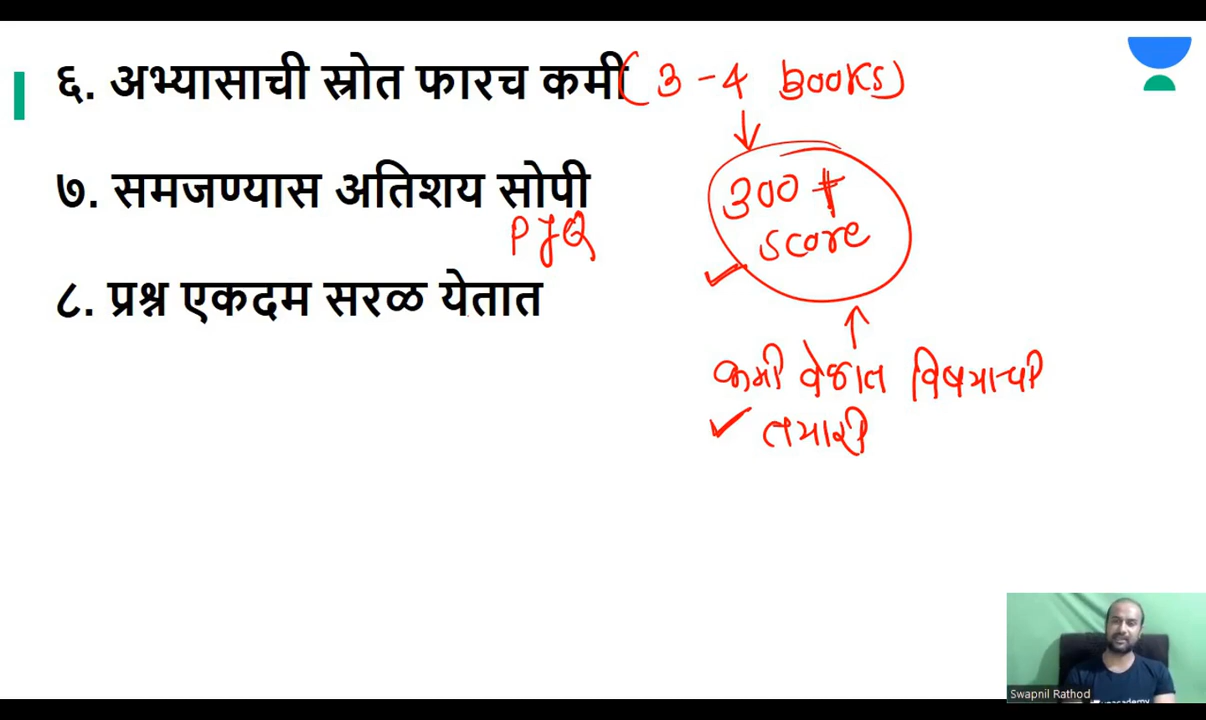 ६. अभ्यासाची स्रोत फारच कमी (3-4 Books)
७. समजण्यास अतिशय सोपी
300+
score
PYQ
८. प्रश्न एकदम सरळ येतात
कमी वेळात विषयाची
तयारी
Swapnil Rathod
unacademy